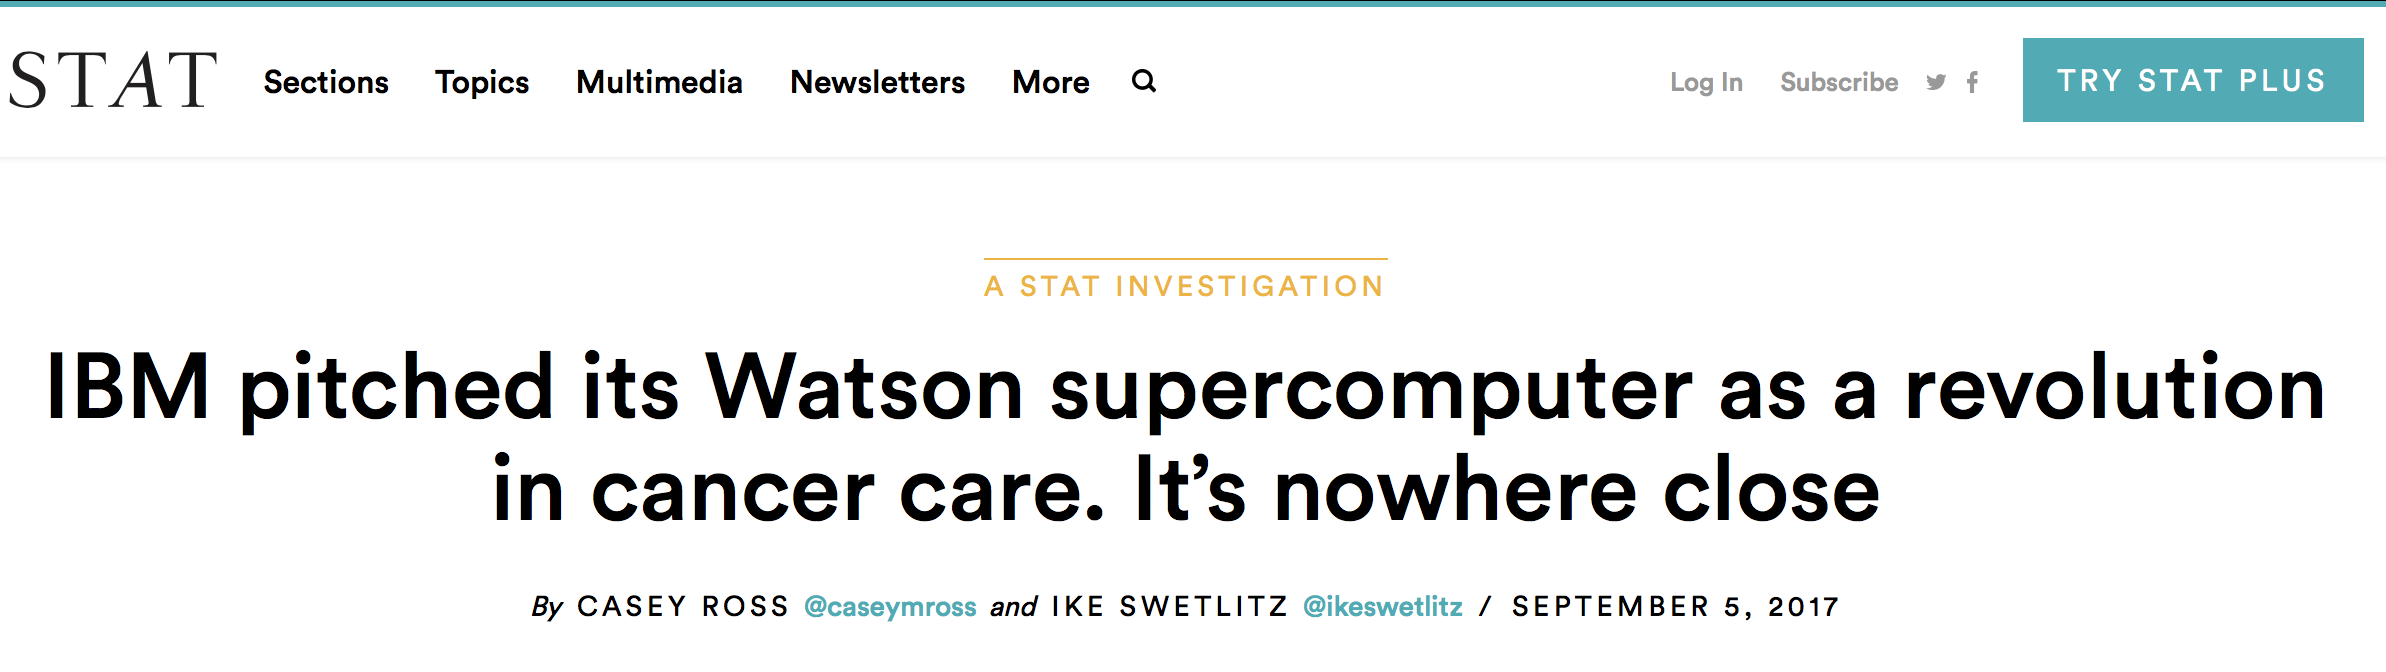 STAT Sections Topics Multimedia Newsletters More Log In Subscribe TRY STAT PLUS
A STAT INVESTIGATION
IBM pitched its Watson supercomputer as a revolution
in cancer care. It’s nowhere close
By CASEY ROSS @caseymross and IKE SWETLITZ @ikeswetlitz / SEPTEMBER 5, 2017